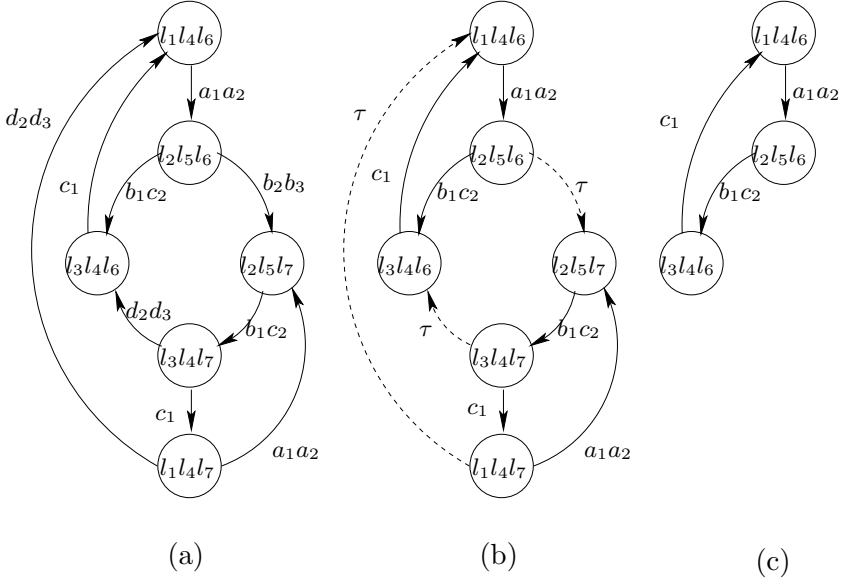 l₁l₄l₆
a₁a₂
d₂d₃
l₂l₅l₆
b₂b₃
b₁c₂
c₁
l₃l₄l₆
l₂l₅l₇
d₂d₃
b₁c₂
l₃l₄l₇
c₁
a₁a₂
l₁l₄l₇
(a)
l₁l₄l₆
a₁a₂
τ
l₂l₅l₆
τ
b₁c₂
c₁
l₃l₄l₆
l₂l₅l₇
τ
b₁c₂
l₃l₄l₇
c₁
a₁a₂
l₁l₄l₇
(b)
l₁l₄l₆
a₁a₂
c₁
l₂l₅l₆
b₁c₂
l₃l₄l₆
(c)